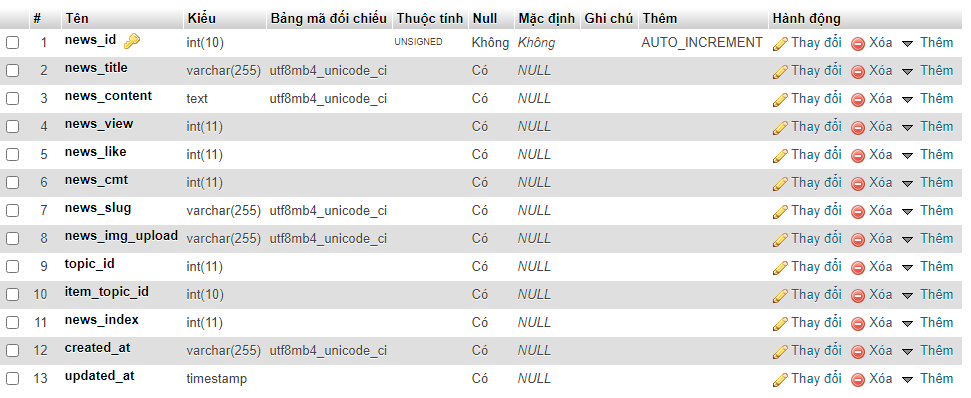 # Tên Kiểu Bảng mã đối chiếu Thuộc tính Null Mặc định Ghi chú Thêm Hành động
1 news_id int(10) UNSIGNED Không Không AUTO_INCREMENT Thay đổi Xóa Thêm
2 news_title varchar(255) utf8mb4_unicode_ci Có NULL Thay đổi Xóa Thêm
3 news_content text utf8mb4_unicode_ci Có NULL Thay đổi Xóa Thêm
4 news_view int(11) Có NULL Thay đổi Xóa Thêm
5 news_like int(11) Có NULL Thay đổi Xóa Thêm
6 news_cmt int(11) Có NULL Thay đổi Xóa Thêm
7 news_slug varchar(255) utf8mb4_unicode_ci Có NULL Thay đổi Xóa Thêm
8 news_img_upload varchar(255) utf8mb4_unicode_ci Có NULL Thay đổi Xóa Thêm
9 topic_id int(11) Có NULL Thay đổi Xóa Thêm
10 item_topic_id int(10) Có NULL Thay đổi Xóa Thêm
11 news_index int(11) Có NULL Thay đổi Xóa Thêm
12 created_at varchar(255) utf8mb4_unicode_ci Có NULL Thay đổi Xóa Thêm
13 updated_at timestamp Có NULL Thay đổi Xóa Thêm